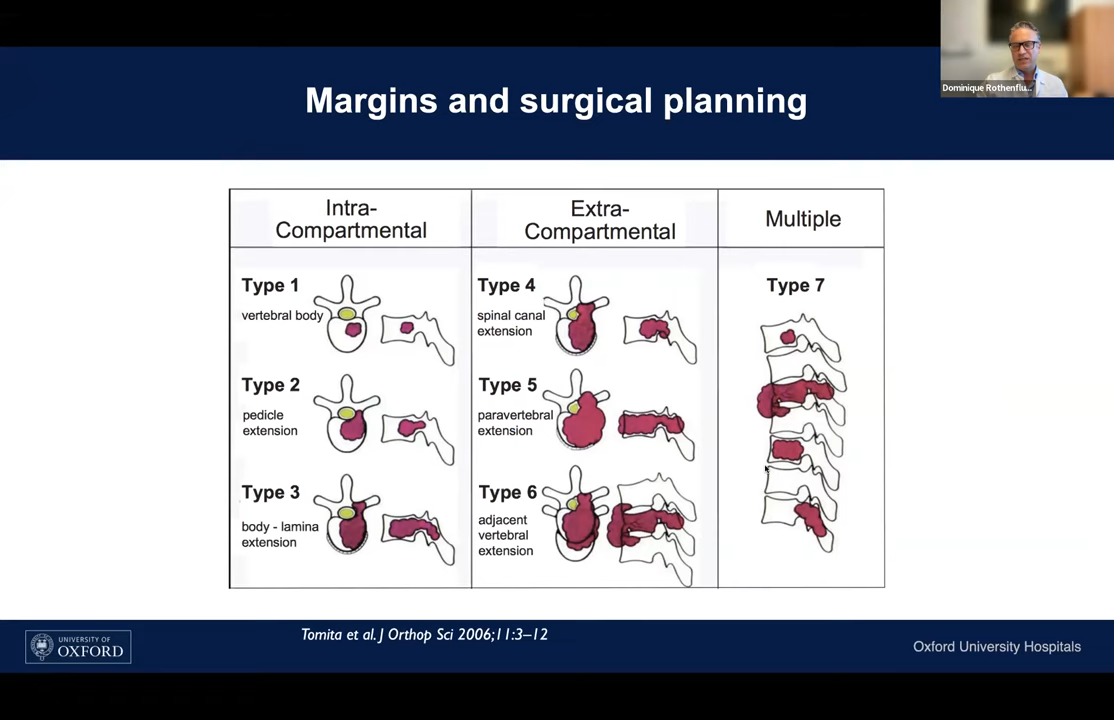 Dominique Rothenflu...
Margins and surgical planning
Intra-
Compartmental
Extra-
Compartmental
Multiple
Type 1
vertebral body
Type 2
pedicle
extension
Type 3
body - lamina
extension
Type 4
spinal canal
extension
Type 5
paravertebral
extension
Type 6
adjacent
vertebral
extension
Type 7
Tomita et al. J Orthop Sci 2006;11:3–12
UNIVERSITY OF
OXFORD
Oxford University Hospitals